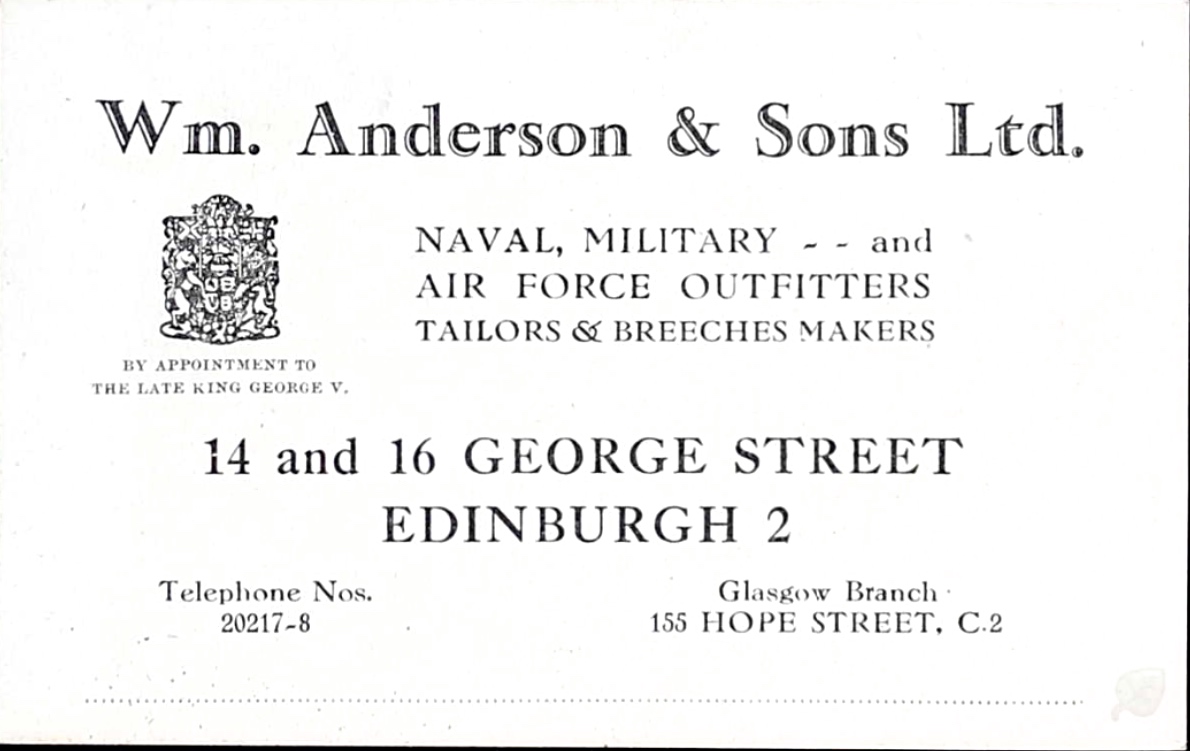 Wm. Anderson & Sons Ltd.
NAVAL, MILITARY - - and
AIR FORCE OUTFITTERS
TAILORS & BREECHES MAKERS
BY APPOINTMENT TO
THE LATE KING GEORGE V.
14 and 16 GEORGE STREET
EDINBURGH 2
Telephone Nos.
20217-8
Glasgow Branch
155 HOPE STREET, C.2